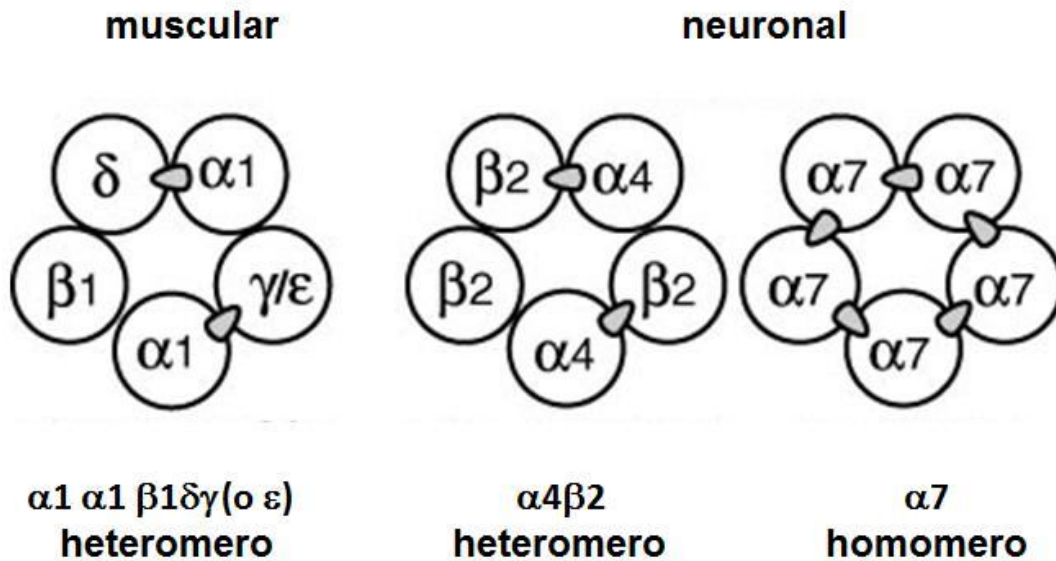 muscular neuronal
δ α1 β2 α4 α7 α7
β1 γ/ε β2 β2 α7 α7
α1 α4 α7
α1 α1 β1δγ(o ε) α4β2 α7
heteromero heteromero homomero